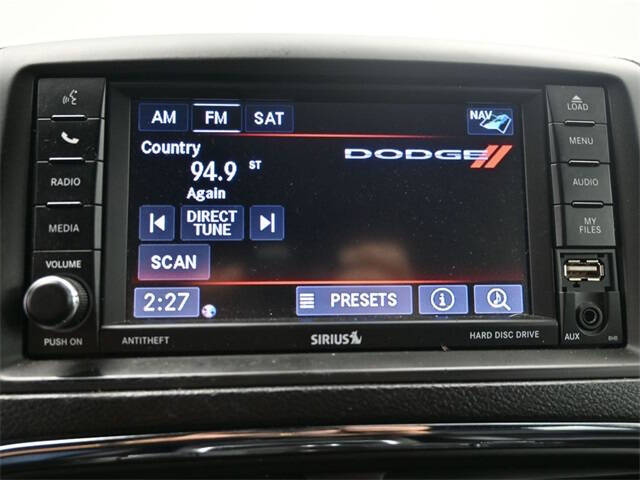 AM FM SAT
NAV
LOAD
MENU
AUDIO
MY
FILES
RADIO
MEDIA
VOLUME
PUSH ON
Country
94.9 ST
Again
DODGE
DIRECT
TUNE
SCAN
2:27
PRESETS
ANTITHEFT
SIRIUS
HARD DISC DRIVE
AUX